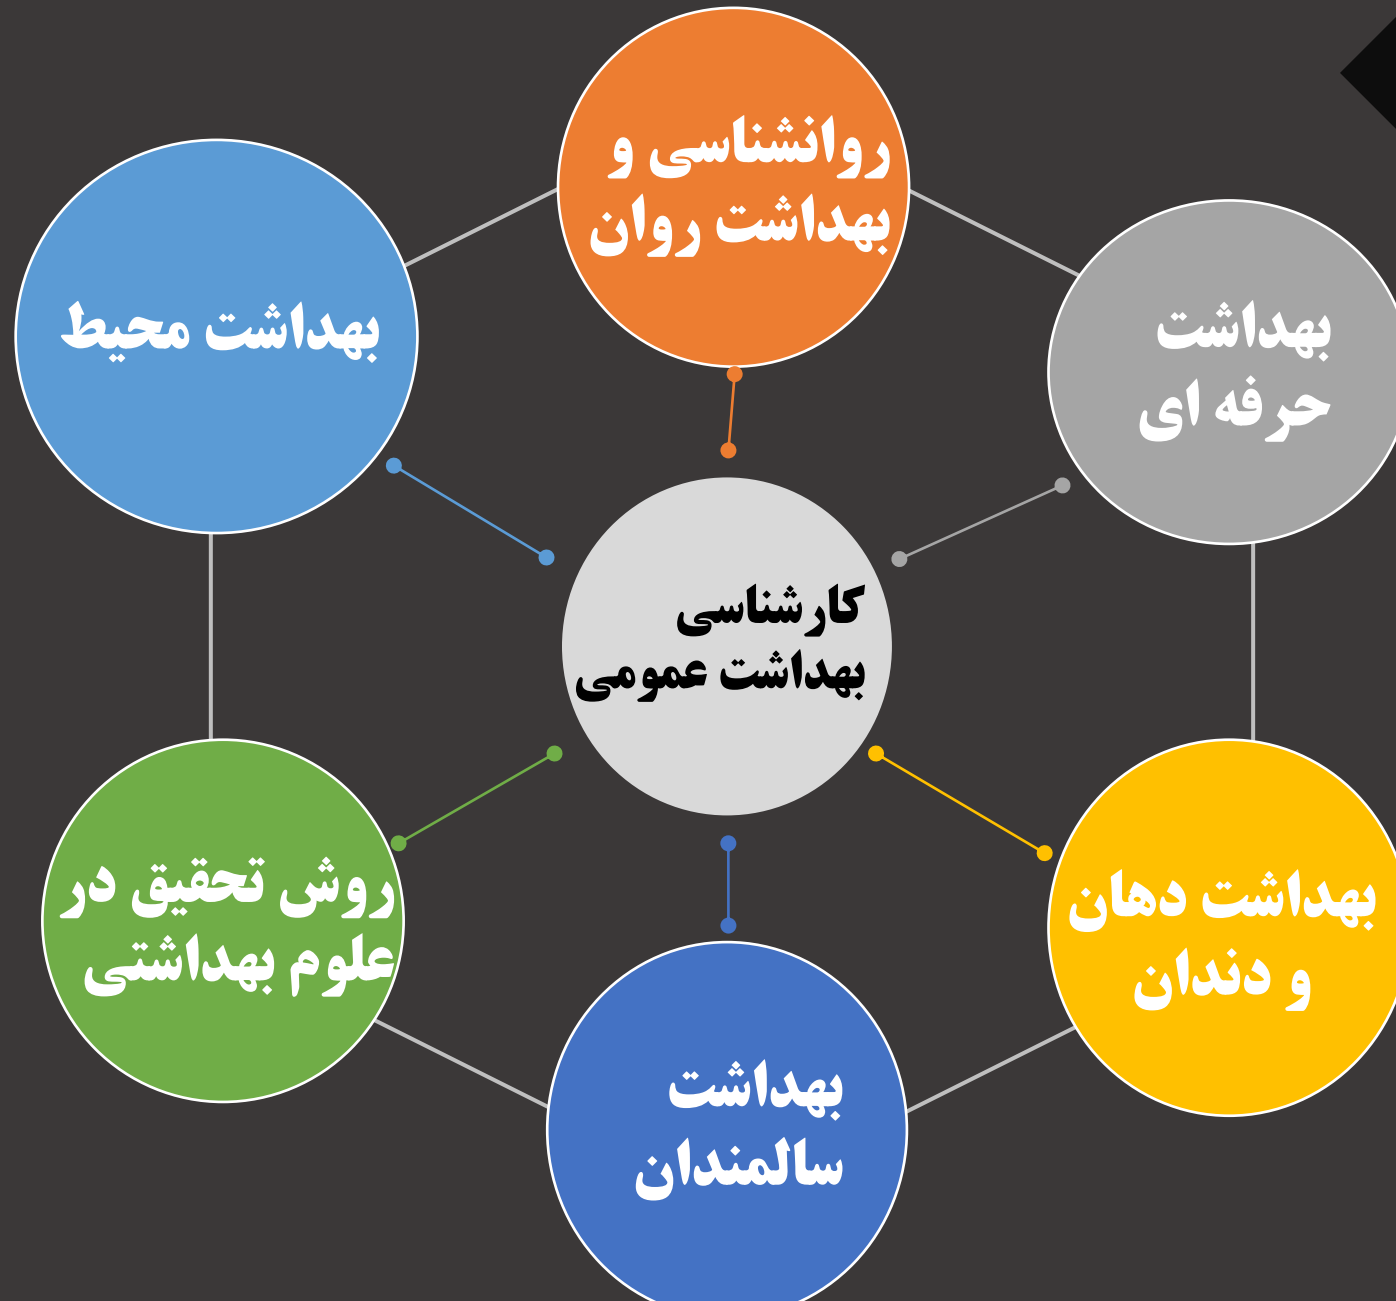 روانشناسی و
بهداشت روان
بهداشت
حرفه ای
بهداشت محیط
کارشناسی
بهداشت عمومی
بهداشت دهان
و دندان
روش تحقیق در
علوم بهداشتی
بهداشت
سالمندان